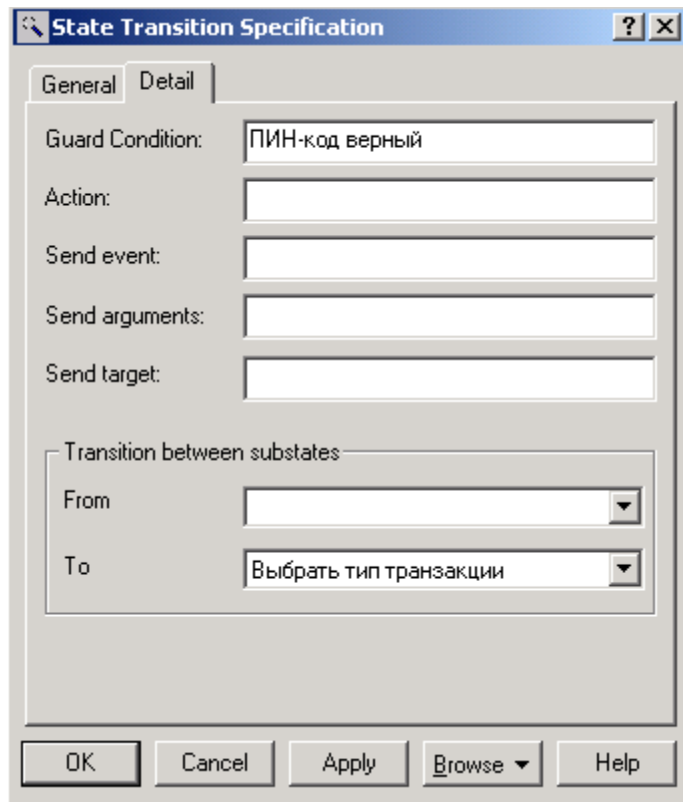 State Transition Specification
General Detail
Guard Condition: ПИН-код верный
Action:
Send event:
Send arguments:
Send target:
Transition between substates
From
To Выбрать тип транзакции
OK Cancel Apply Browse Help